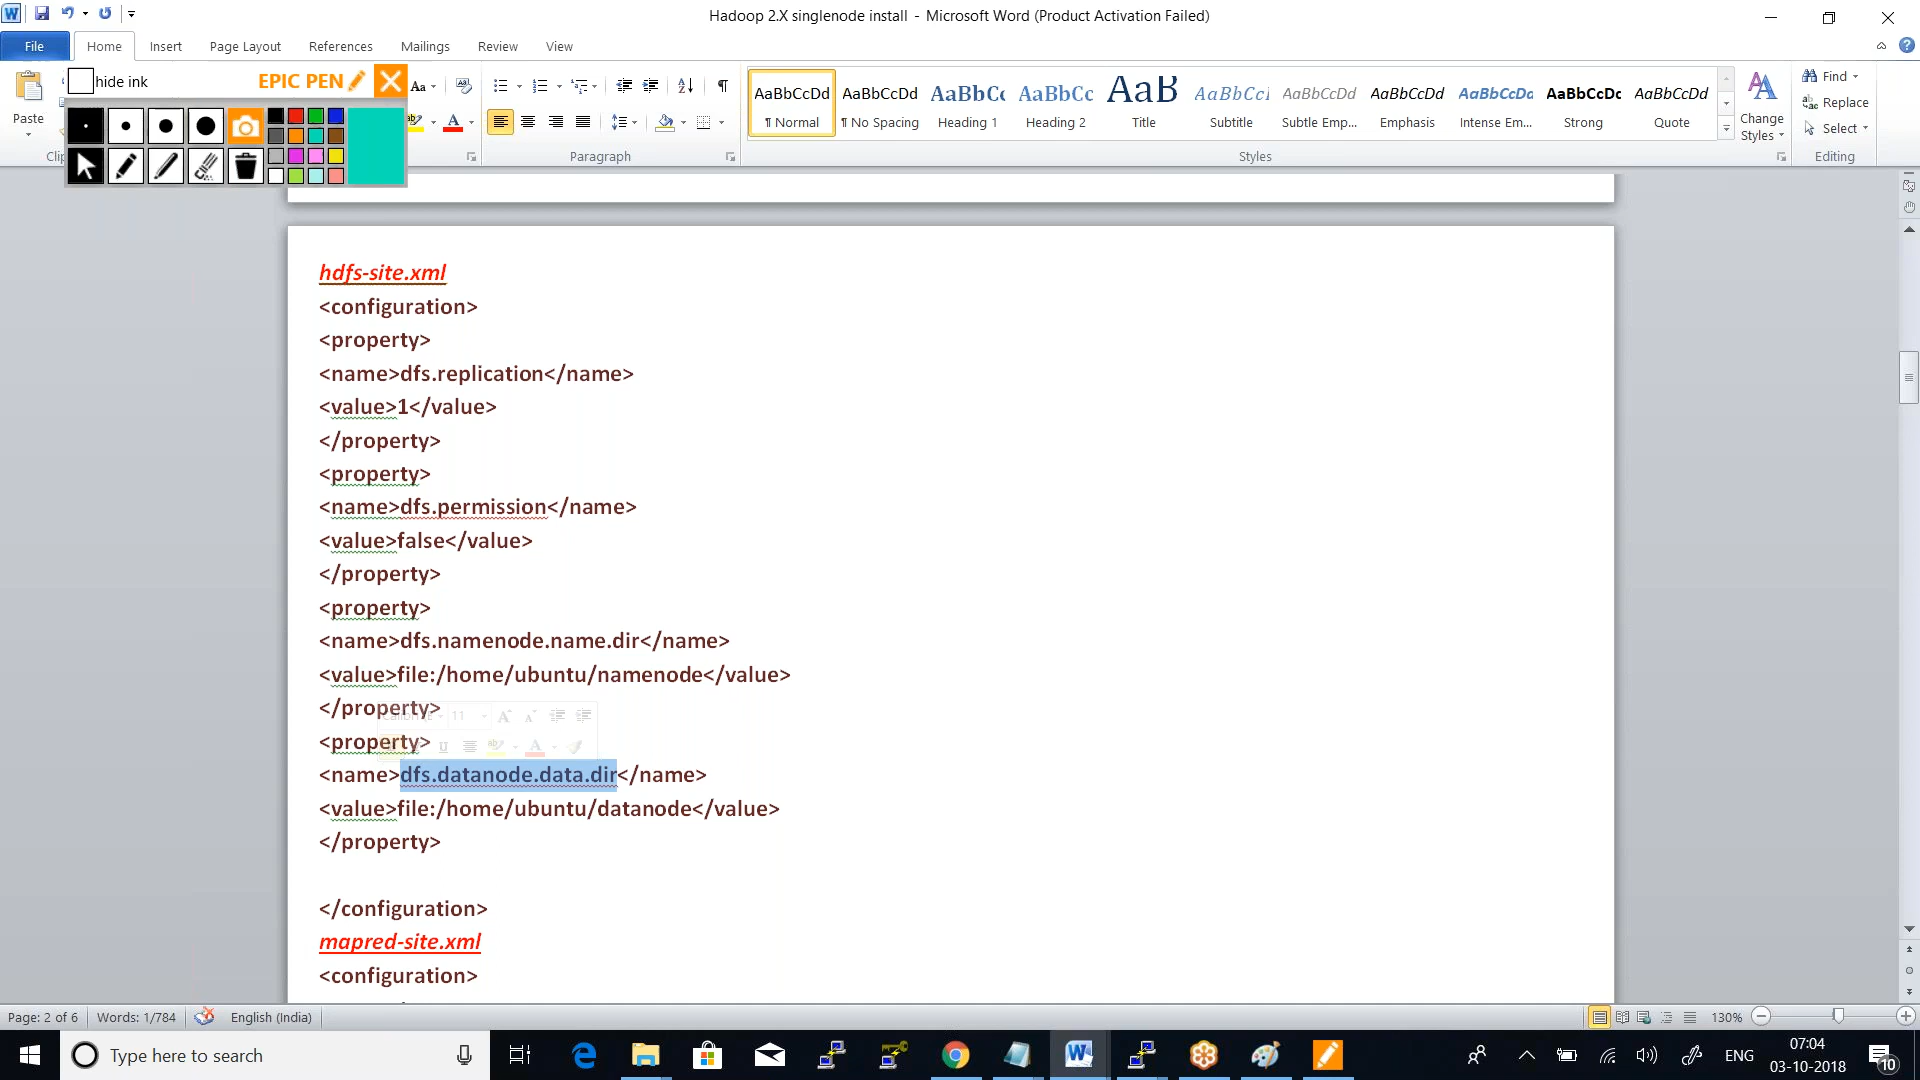 Hadoop 2.X singlenode install - Microsoft Word (Product Activation Failed)
File Home Insert Page Layout References Mailings Review View
hide ink EPIC PEN
Paste
Aa
AaBbCcDd AaBbCcDd AaBbCc AaBbCc AaB AaBbCcI AaBbCcDd AaBbCcDd AaBbCcDd AaBbCcDc AaBbCcDd
¶ Normal ¶ No Spacing Heading 1 Heading 2 Title Subtitle Subtle Emp... Emphasis Intense Em... Strong Quote
Change Styles
Find
Replace
Select
Paragraph Styles Editing
hdfs-site.xml
<configuration>
<property>
<name>dfs.replication</name>
<value>1</value>
</property>
<property>
<name>dfs.permission</name>
<value>false</value>
</property>
<property>
<name>dfs.namenode.name.dir</name>
<value>file:/home/ubuntu/namenode</value>
</property>
<property>
<name>dfs.datanode.data.dir</name>
<value>file:/home/ubuntu/datanode</value>
</property>
</configuration>
mapred-site.xml
<configuration>
Page: 2 of 6 Words: 1/784 English (India) 130%
Type here to search ENG 07:04
03-10-2018 10